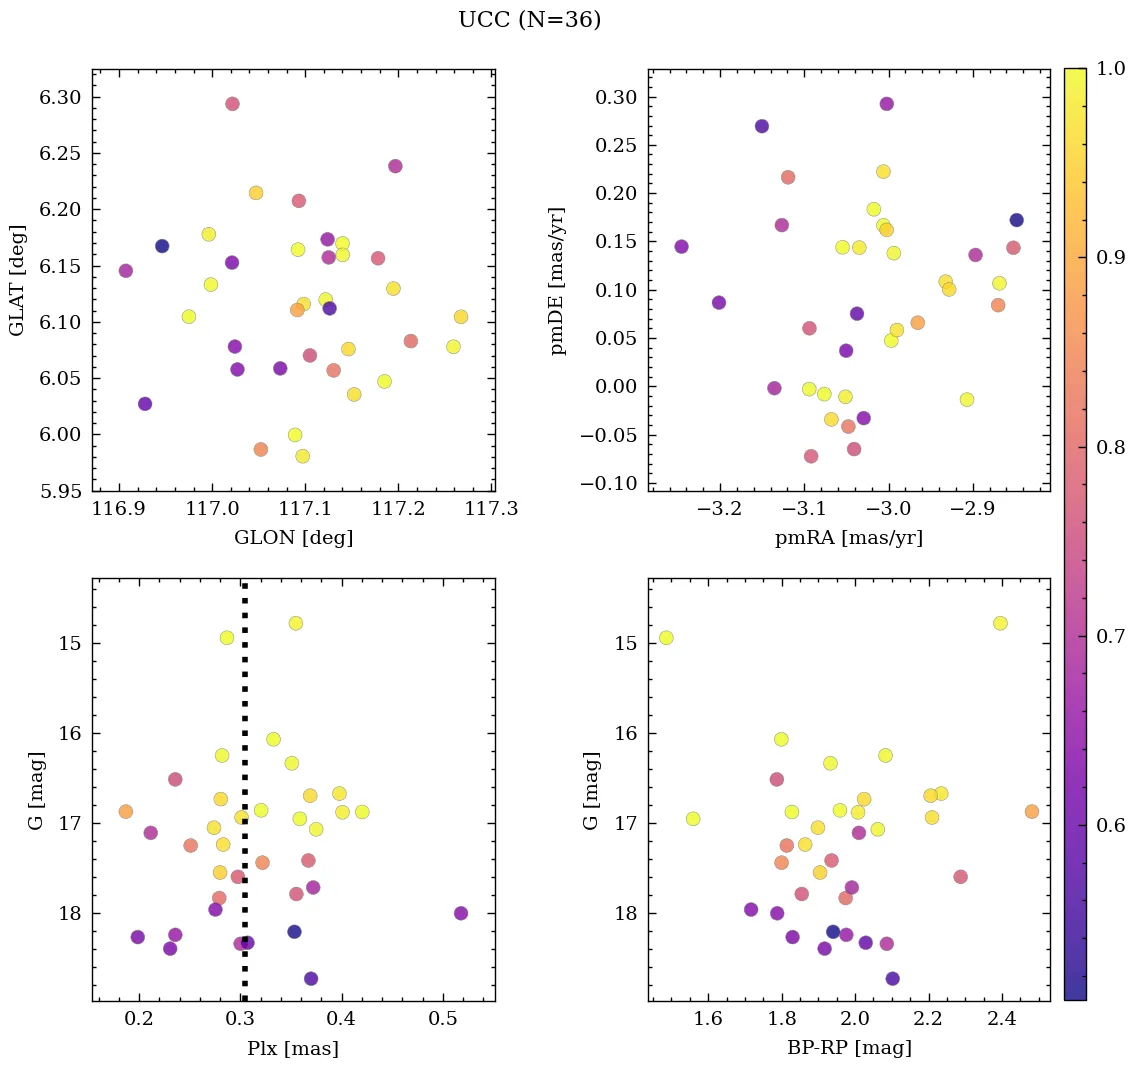 UCC (N=36)
6.30
6.25
6.20
6.15
6.10
6.05
6.00
5.95
GLAT [deg]
116.9 117.0 117.1 117.2 117.3
GLON [deg]
0.30
0.25
0.20
0.15
0.10
0.05
0.00
−0.05
−0.10
pmDE [mas/yr]
−3.2 −3.1 −3.0 −2.9
pmRA [mas/yr]
15
16
17
18
G [mag]
0.2 0.3 0.4 0.5
Plx [mas]
15
16
17
18
G [mag]
1.6 1.8 2.0 2.2 2.4
BP-RP [mag]
1.0
0.9
0.8
0.7
0.6